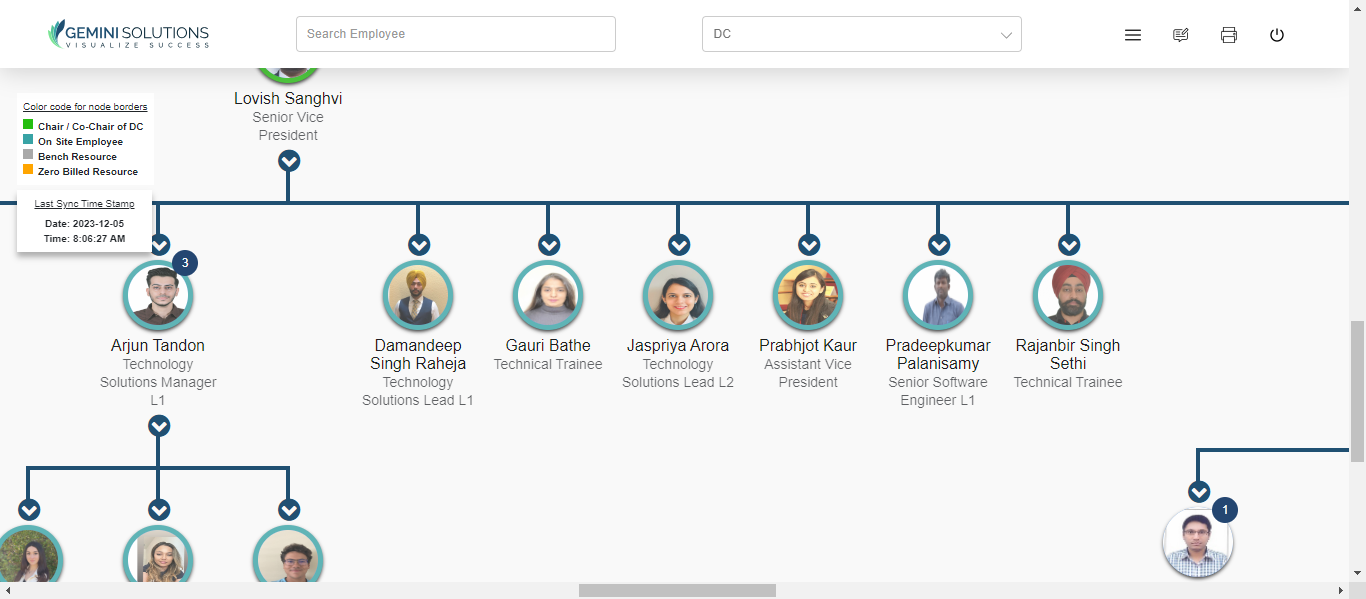 GEMINI SOLUTIONS
VISUALIZE SUCCESS
Search Employee
DC
Lovish Sanghvi
Senior Vice
President
Color code for node borders
Chair / Co-Chair of DC
On Site Employee
Bench Resource
Zero Billed Resource
Last Sync Time Stamp
Date: 2023-12-05
Time: 8:06:27 AM
3
Arjun Tandon
Technology
Solutions Manager
L1
Damandeep
Singh Raheja
Technology
Solutions Lead L1
Gauri Bathe
Technical Trainee
Jaspriya Arora
Technology
Solutions Lead L2
Prabhjot Kaur
Assistant Vice
President
Pradeepkumar
Palanisamy
Senior Software
Engineer L1
Rajanbir Singh
Sethi
Technical Trainee
1